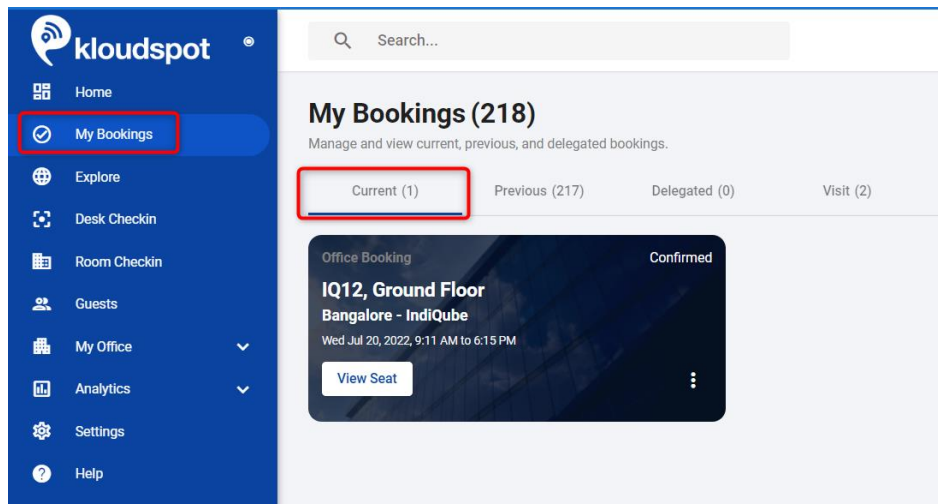 kloudspot
Search...
Home
My Bookings
Explore
Desk Checkin
Room Checkin
Guests
My Office
Analytics
Settings
Help
My Bookings (218)
Manage and view current, previous, and delegated bookings.
Current (1)
Previous (217)
Delegated (0)
Visit (2)
Office Booking
Confirmed
IQ12, Ground Floor
Bangalore - IndiQube
Wed Jul 20, 2022, 9:11 AM to 6:15 PM
View Seat